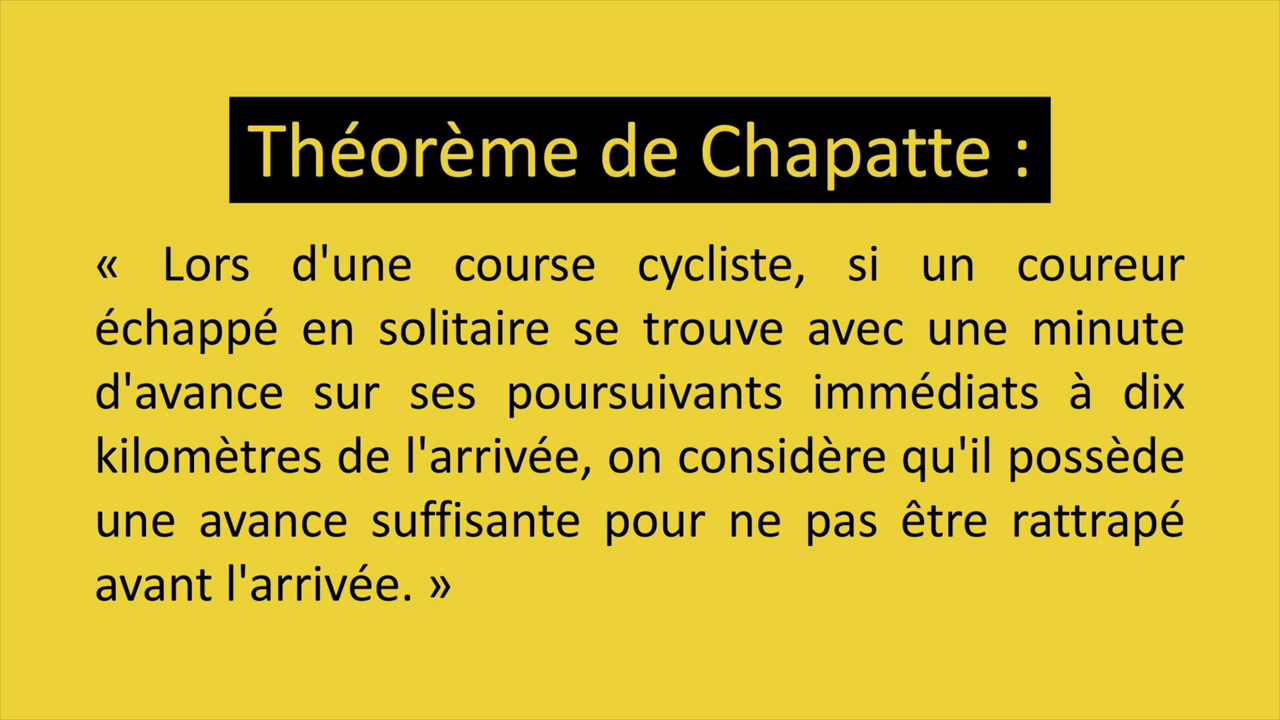 Théorème de Chapatte :
« Lors d'une course cycliste, si un coureur
échappé en solitaire se trouve avec une minute
d'avance sur ses poursuivants immédiats à dix
kilomètres de l'arrivée, on considère qu'il possède
une avance suffisante pour ne pas être rattrapé
avant l'arrivée. »